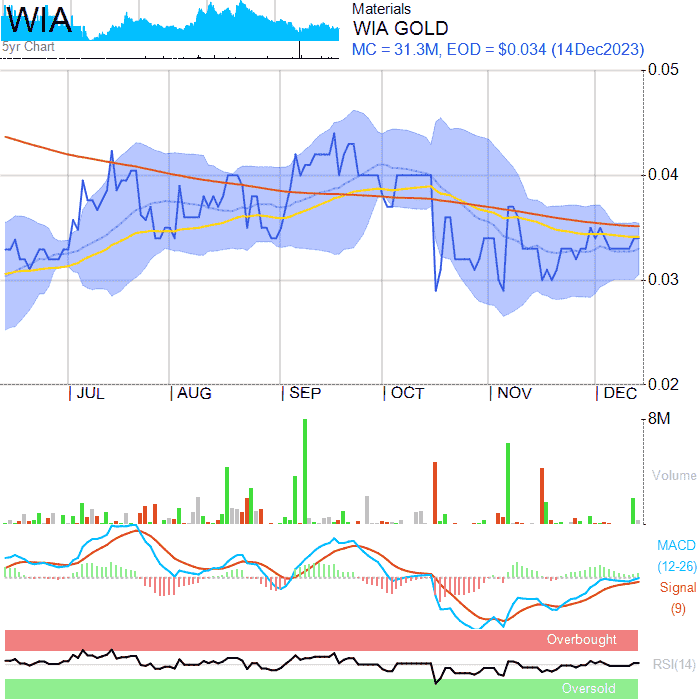 WIA
5yr Chart
Materials
WIA GOLD
MC = 31.3M, EOD = $0.034 (14Dec2023)
0.05
0.04
0.03
0.02
JUL AUG SEP OCT NOV DEC
8M
Volume
MACD
(12-26)
Signal
(9)
Overbought
RSI(14)
Oversold